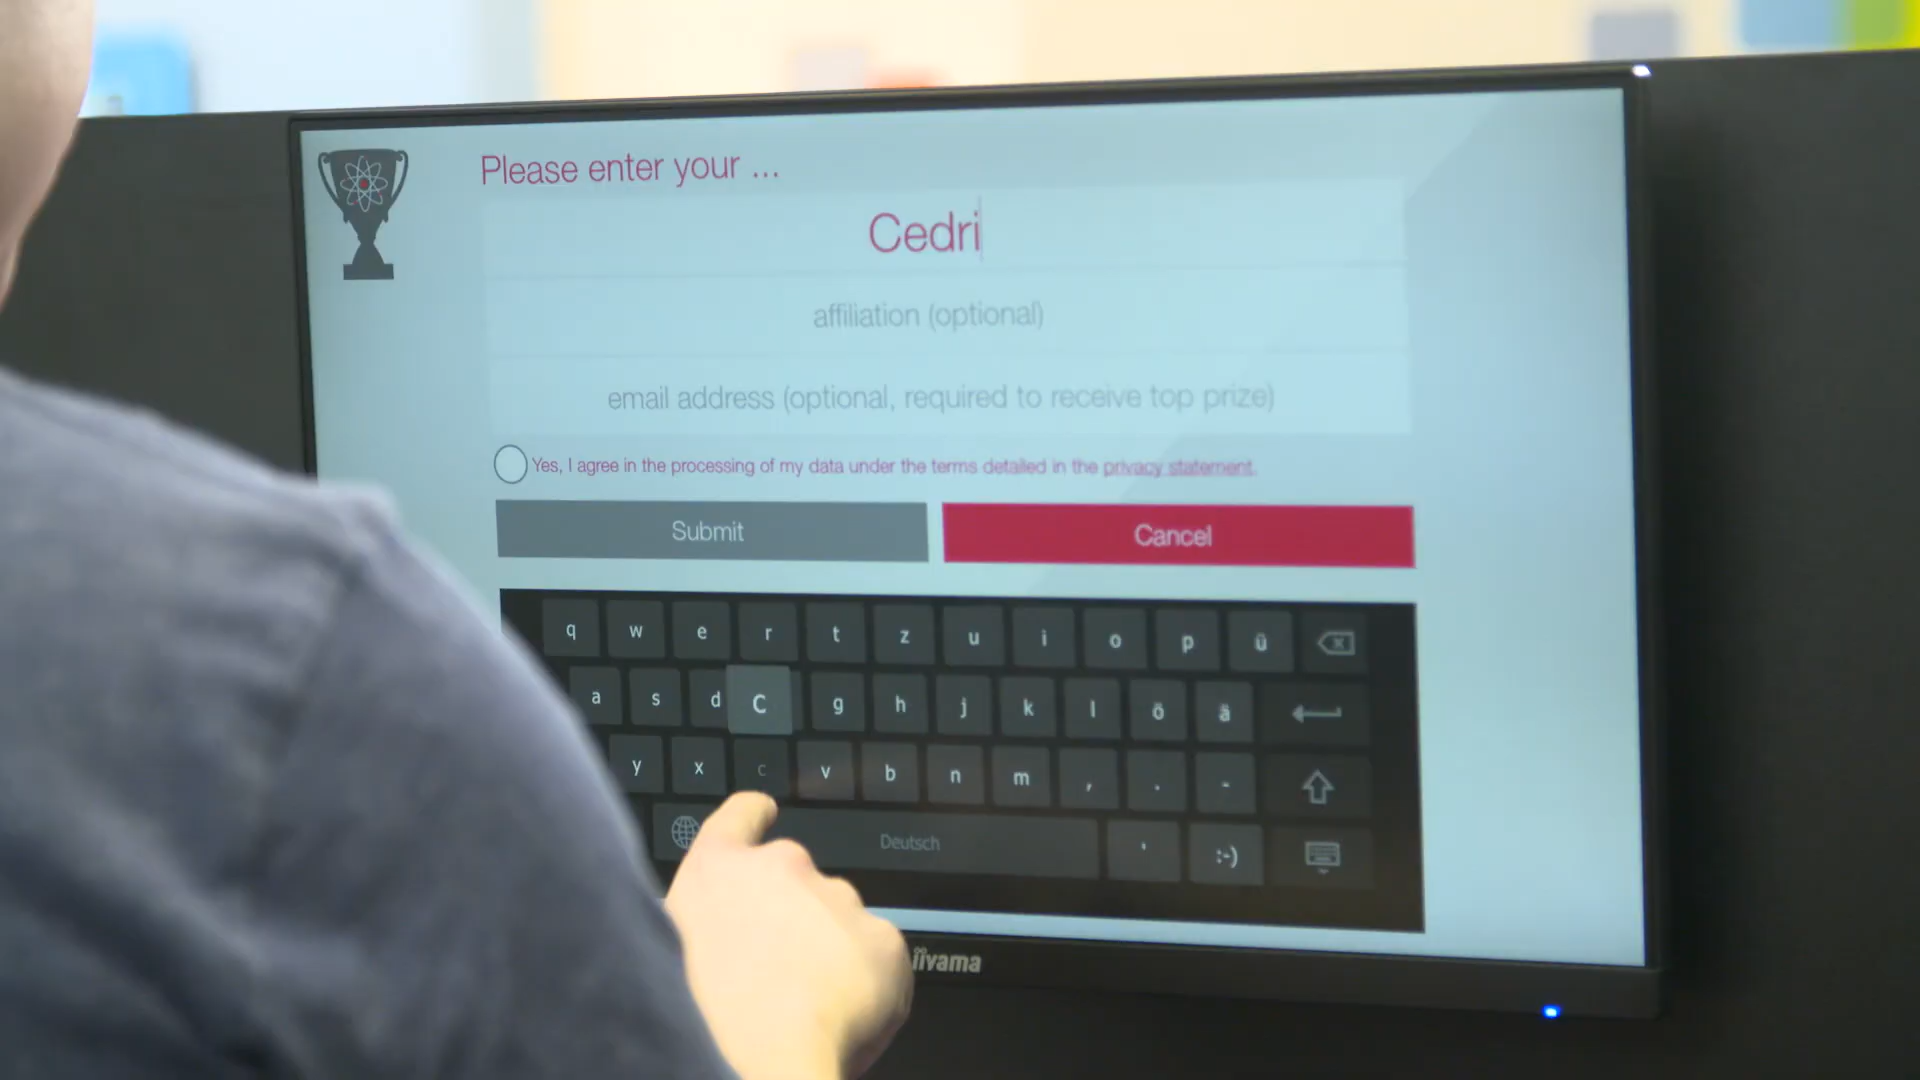 Please enter your ...
Cedri
affiliation (optional)
email address (optional, required to receive top prize)
Yes, I agree in the processing of my data under the terms detailed in the privacy statement.
Submit
Cancel
q w e r t z u i o p ü
a s d C g h j k l ö ä
y x c v b n m , . -
Deutsch ' :-)
iiyama